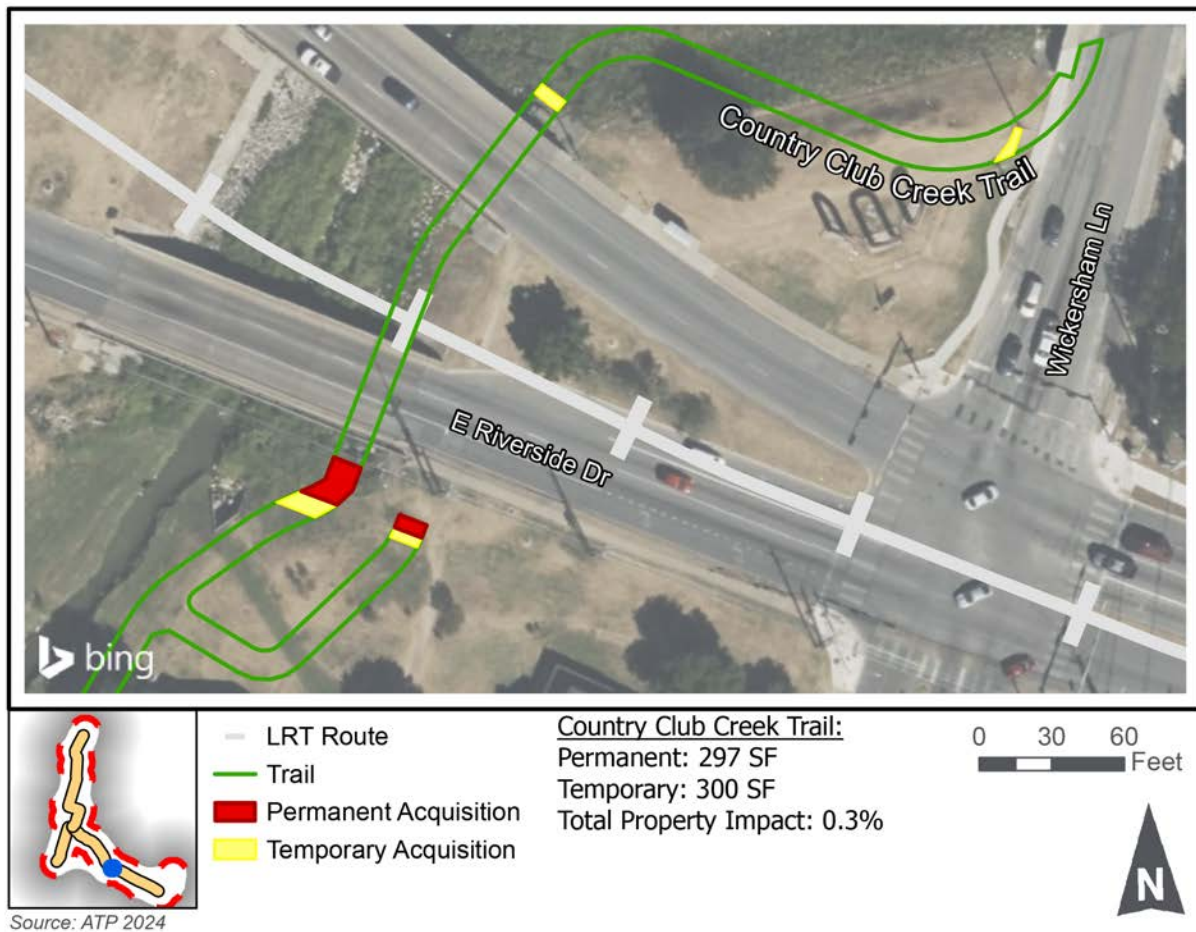 Country Club Creek Trail
Wickersham Ln
E Riverside Dr
bing
LRT Route
Trail
Permanent Acquisition
Temporary Acquisition
Country Club Creek Trail:
Permanent: 297 SF
Temporary: 300 SF
Total Property Impact: 0.3%
0 30 60
Feet
N
Source: ATP 2024